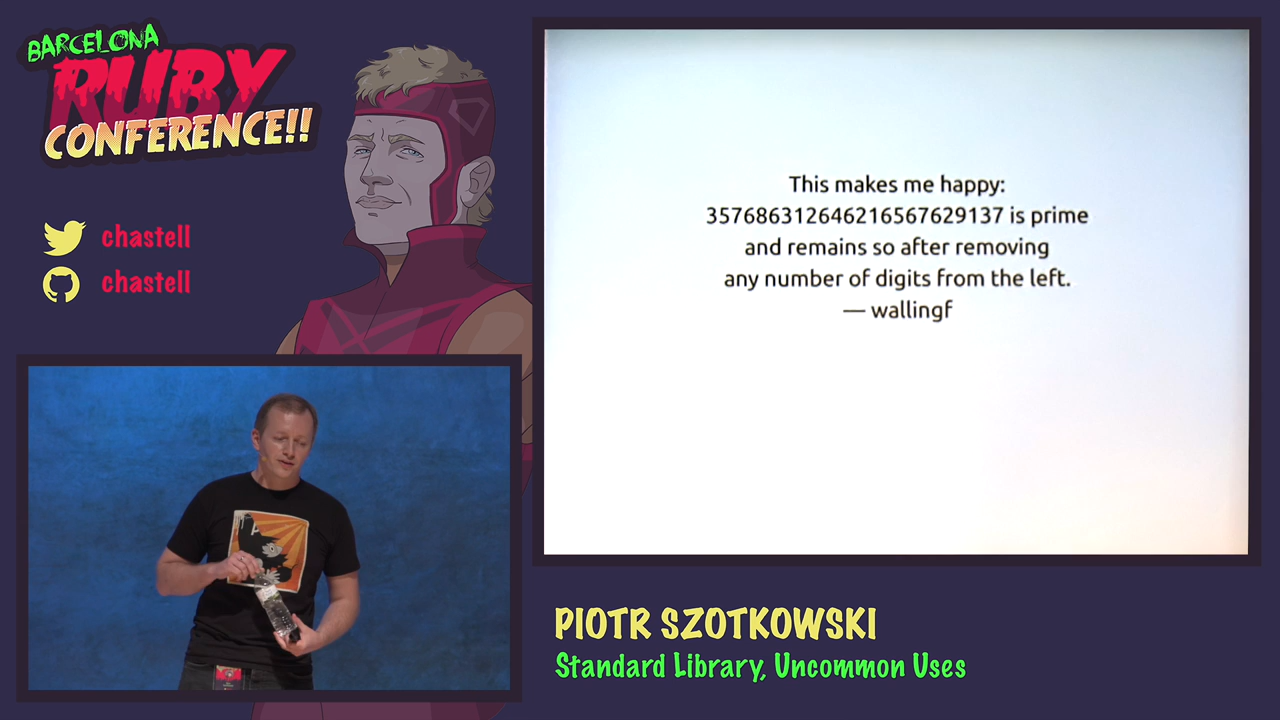 BARCELONA
RUBY
CONFERENCE!!
chastell
chastell
This makes me happy:
357686312646216567629137 is prime
and remains so after removing
any number of digits from the left.
— wallingf
PIOTR SZOTKOWSKI
Standard Library, Uncommon Uses